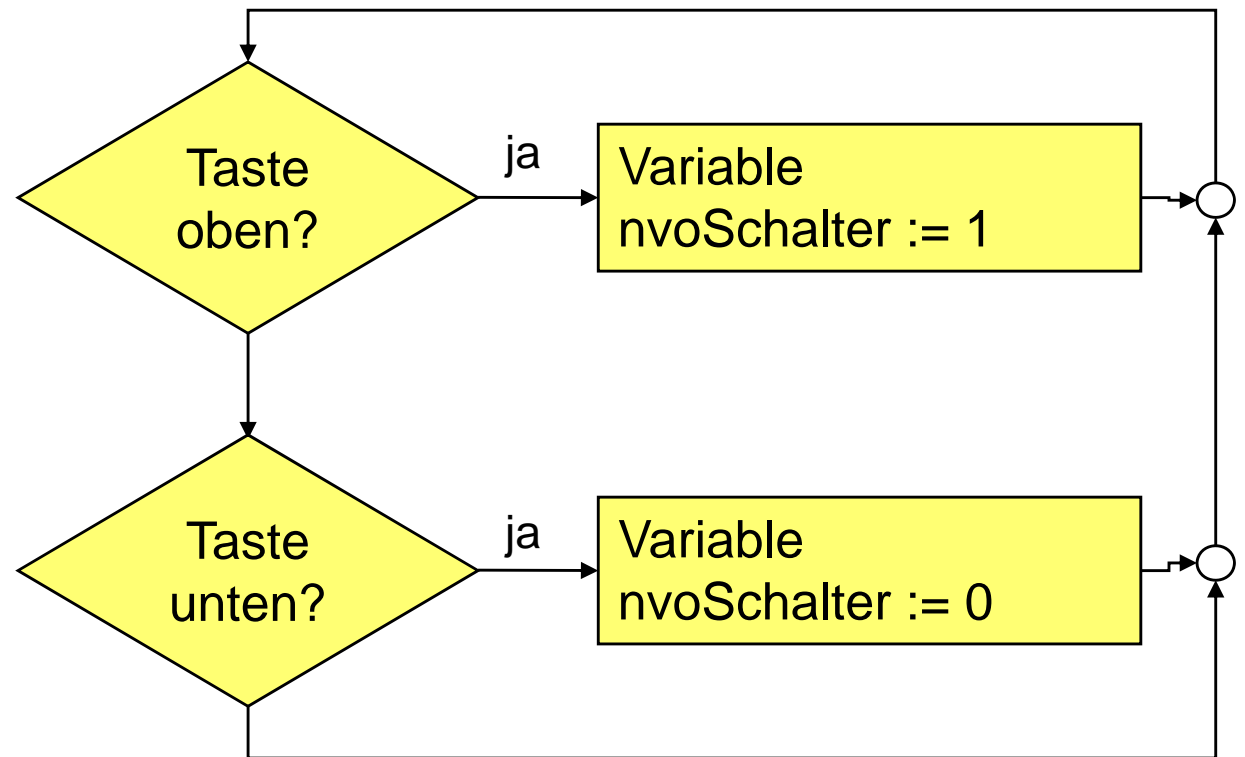 Taste
oben?
ja
Variable
nvoSchalter := 1
Taste
unten?
ja
Variable
nvoSchalter := 0